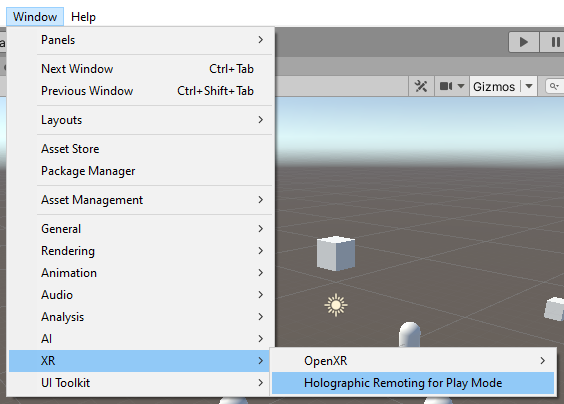 Window Help
Panels
Next Window Ctrl+Tab
Previous Window Ctrl+Shift+Tab
Layouts
Asset Store
Package Manager
Asset Management
General
Rendering
Animation
Audio
Analysis
AI
XR
UI Toolkit
Gizmos
OpenXR
Holographic Remoting for Play Mode